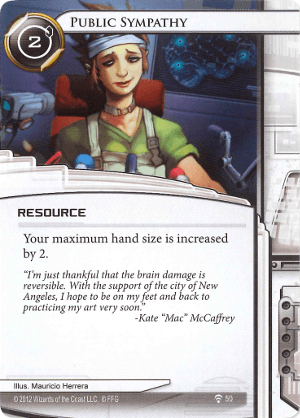 PUBLIC SYMPATHY
2
RESOURCE
Your maximum hand size is increased
by 2.
"I'm just thankful that the brain damage is
reversible. With the support of the city of New
Angeles, I hope to be on my feet and back to
practicing my art very soon."
-Kate "Mac" McCaffrey
Illus. Mauricio Herrera
© 2012 Wizards of the Coast LLC. © FFG
50